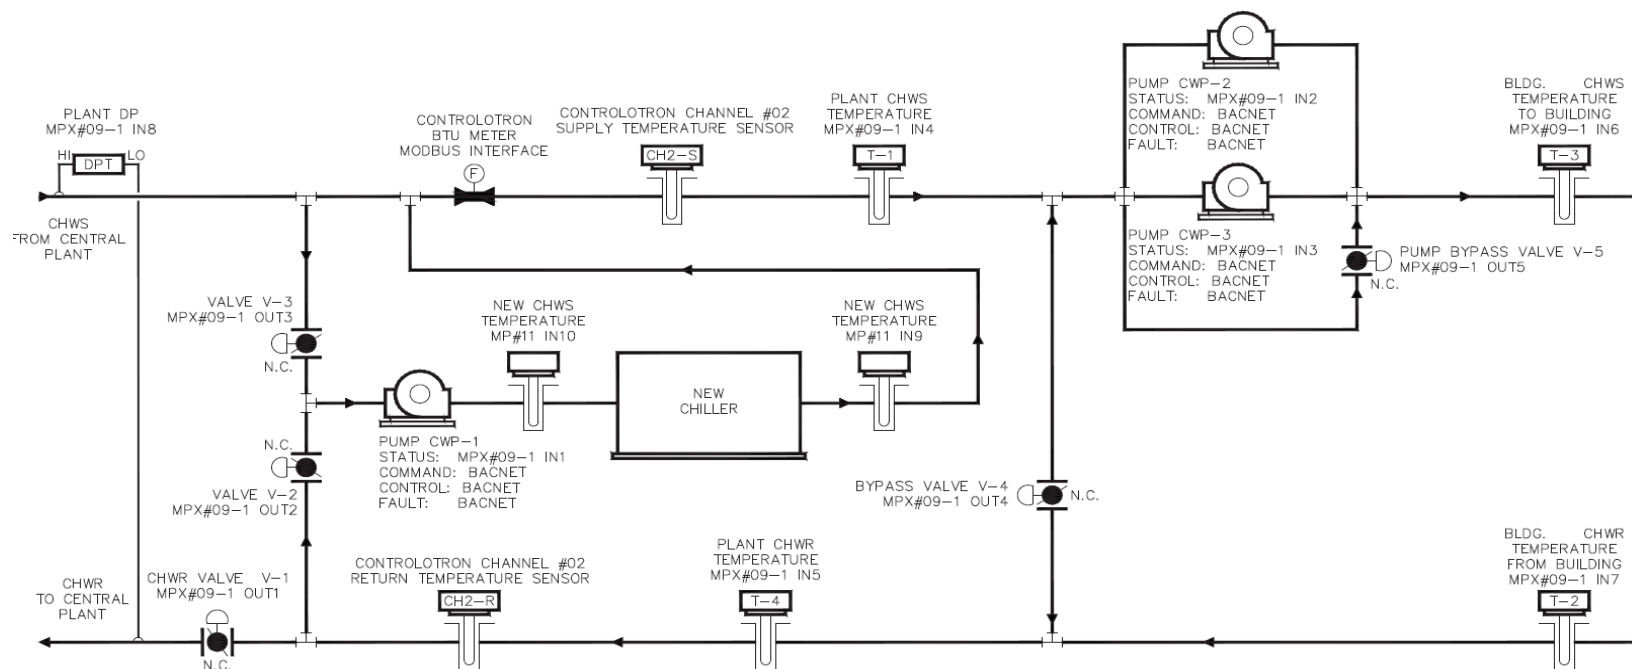 PLANT DP
MPX#09-1 IN8
HI
LO
DPT
CHWS
FROM CENTRAL
PLANT
CONTROLOTRON
BTU METER
MODBUS INTERFACE
F
CONTROLOTRON CHANNEL #02
SUPPLY TEMPERATURE SENSOR
CH2-S
PLANT CHWS
TEMPERATURE
MPX#09-1 IN4
T-1
PUMP CWP-2
STATUS: MPX#09-1 IN2
COMMAND: BACNET
CONTROL: BACNET
FAULT: BACNET
BLDG. CHWS
TEMPERATURE
TO BUILDING
MPX#09-1 IN6
T-3
PUMP CWP-3
STATUS: MPX#09-1 IN3
COMMAND: BACNET
CONTROL: BACNET
FAULT: BACNET
PUMP BYPASS VALVE V-5
MPX#09-1 OUT5
N.C.
VALVE V-3
MPX#09-1 OUT3
N.C.
NEW CHWS
TEMPERATURE
MP#11 IN10
NEW CHWS
TEMPERATURE
MP#11 IN9
NEW
CHILLER
N.C.
VALVE V-2
MPX#09-1 OUT2
PUMP CWP-1
STATUS: MPX#09-1 IN1
COMMAND: BACNET
CONTROL: BACNET
FAULT: BACNET
BYPASS VALVE V-4
MPX#09-1 OUT4
N.C.
CHWR
TO CENTRAL
PLANT
CHWR VALVE V-1
MPX#09-1 OUT1
N.C.
CONTROLOTRON CHANNEL #02
RETURN TEMPERATURE SENSOR
CH2-R
PLANT CHWR
TEMPERATURE
MPX#09-1 IN5
T-4
BLDG. CHWR
TEMPERATURE
FROM BUILDING
MPX#09-1 IN7
T-2